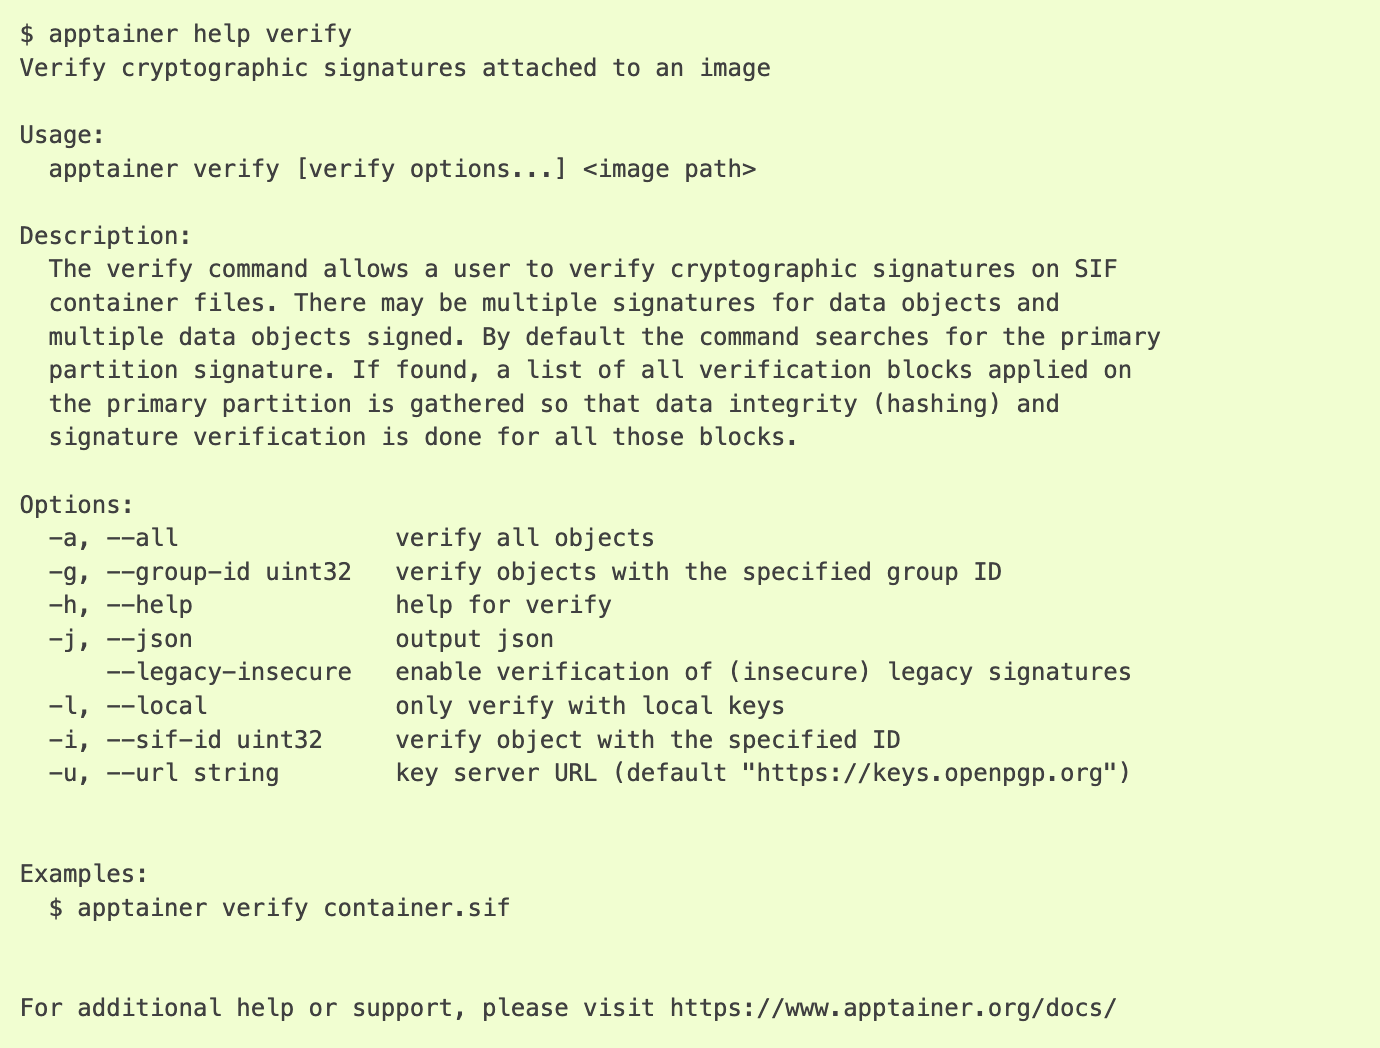 $ apptainer help verify
Verify cryptographic signatures attached to an image

Usage:
  apptainer verify [verify options...] <image path>

Description:
  The verify command allows a user to verify cryptographic signatures on SIF
  container files. There may be multiple signatures for data objects and
  multiple data objects signed. By default the command searches for the primary
  partition signature. If found, a list of all verification blocks applied on
  the primary partition is gathered so that data integrity (hashing) and
  signature verification is done for all those blocks.

Options:
  -a, --all               verify all objects
  -g, --group-id uint32   verify objects with the specified group ID
  -h, --help              help for verify
  -j, --json              output json
      --legacy-insecure   enable verification of (insecure) legacy signatures
  -l, --local             only verify with local keys
  -i, --sif-id uint32     verify object with the specified ID
  -u, --url string        key server URL (default "https://keys.openpgp.org")


Examples:
  $ apptainer verify container.sif


For additional help or support, please visit https://www.apptainer.org/docs/